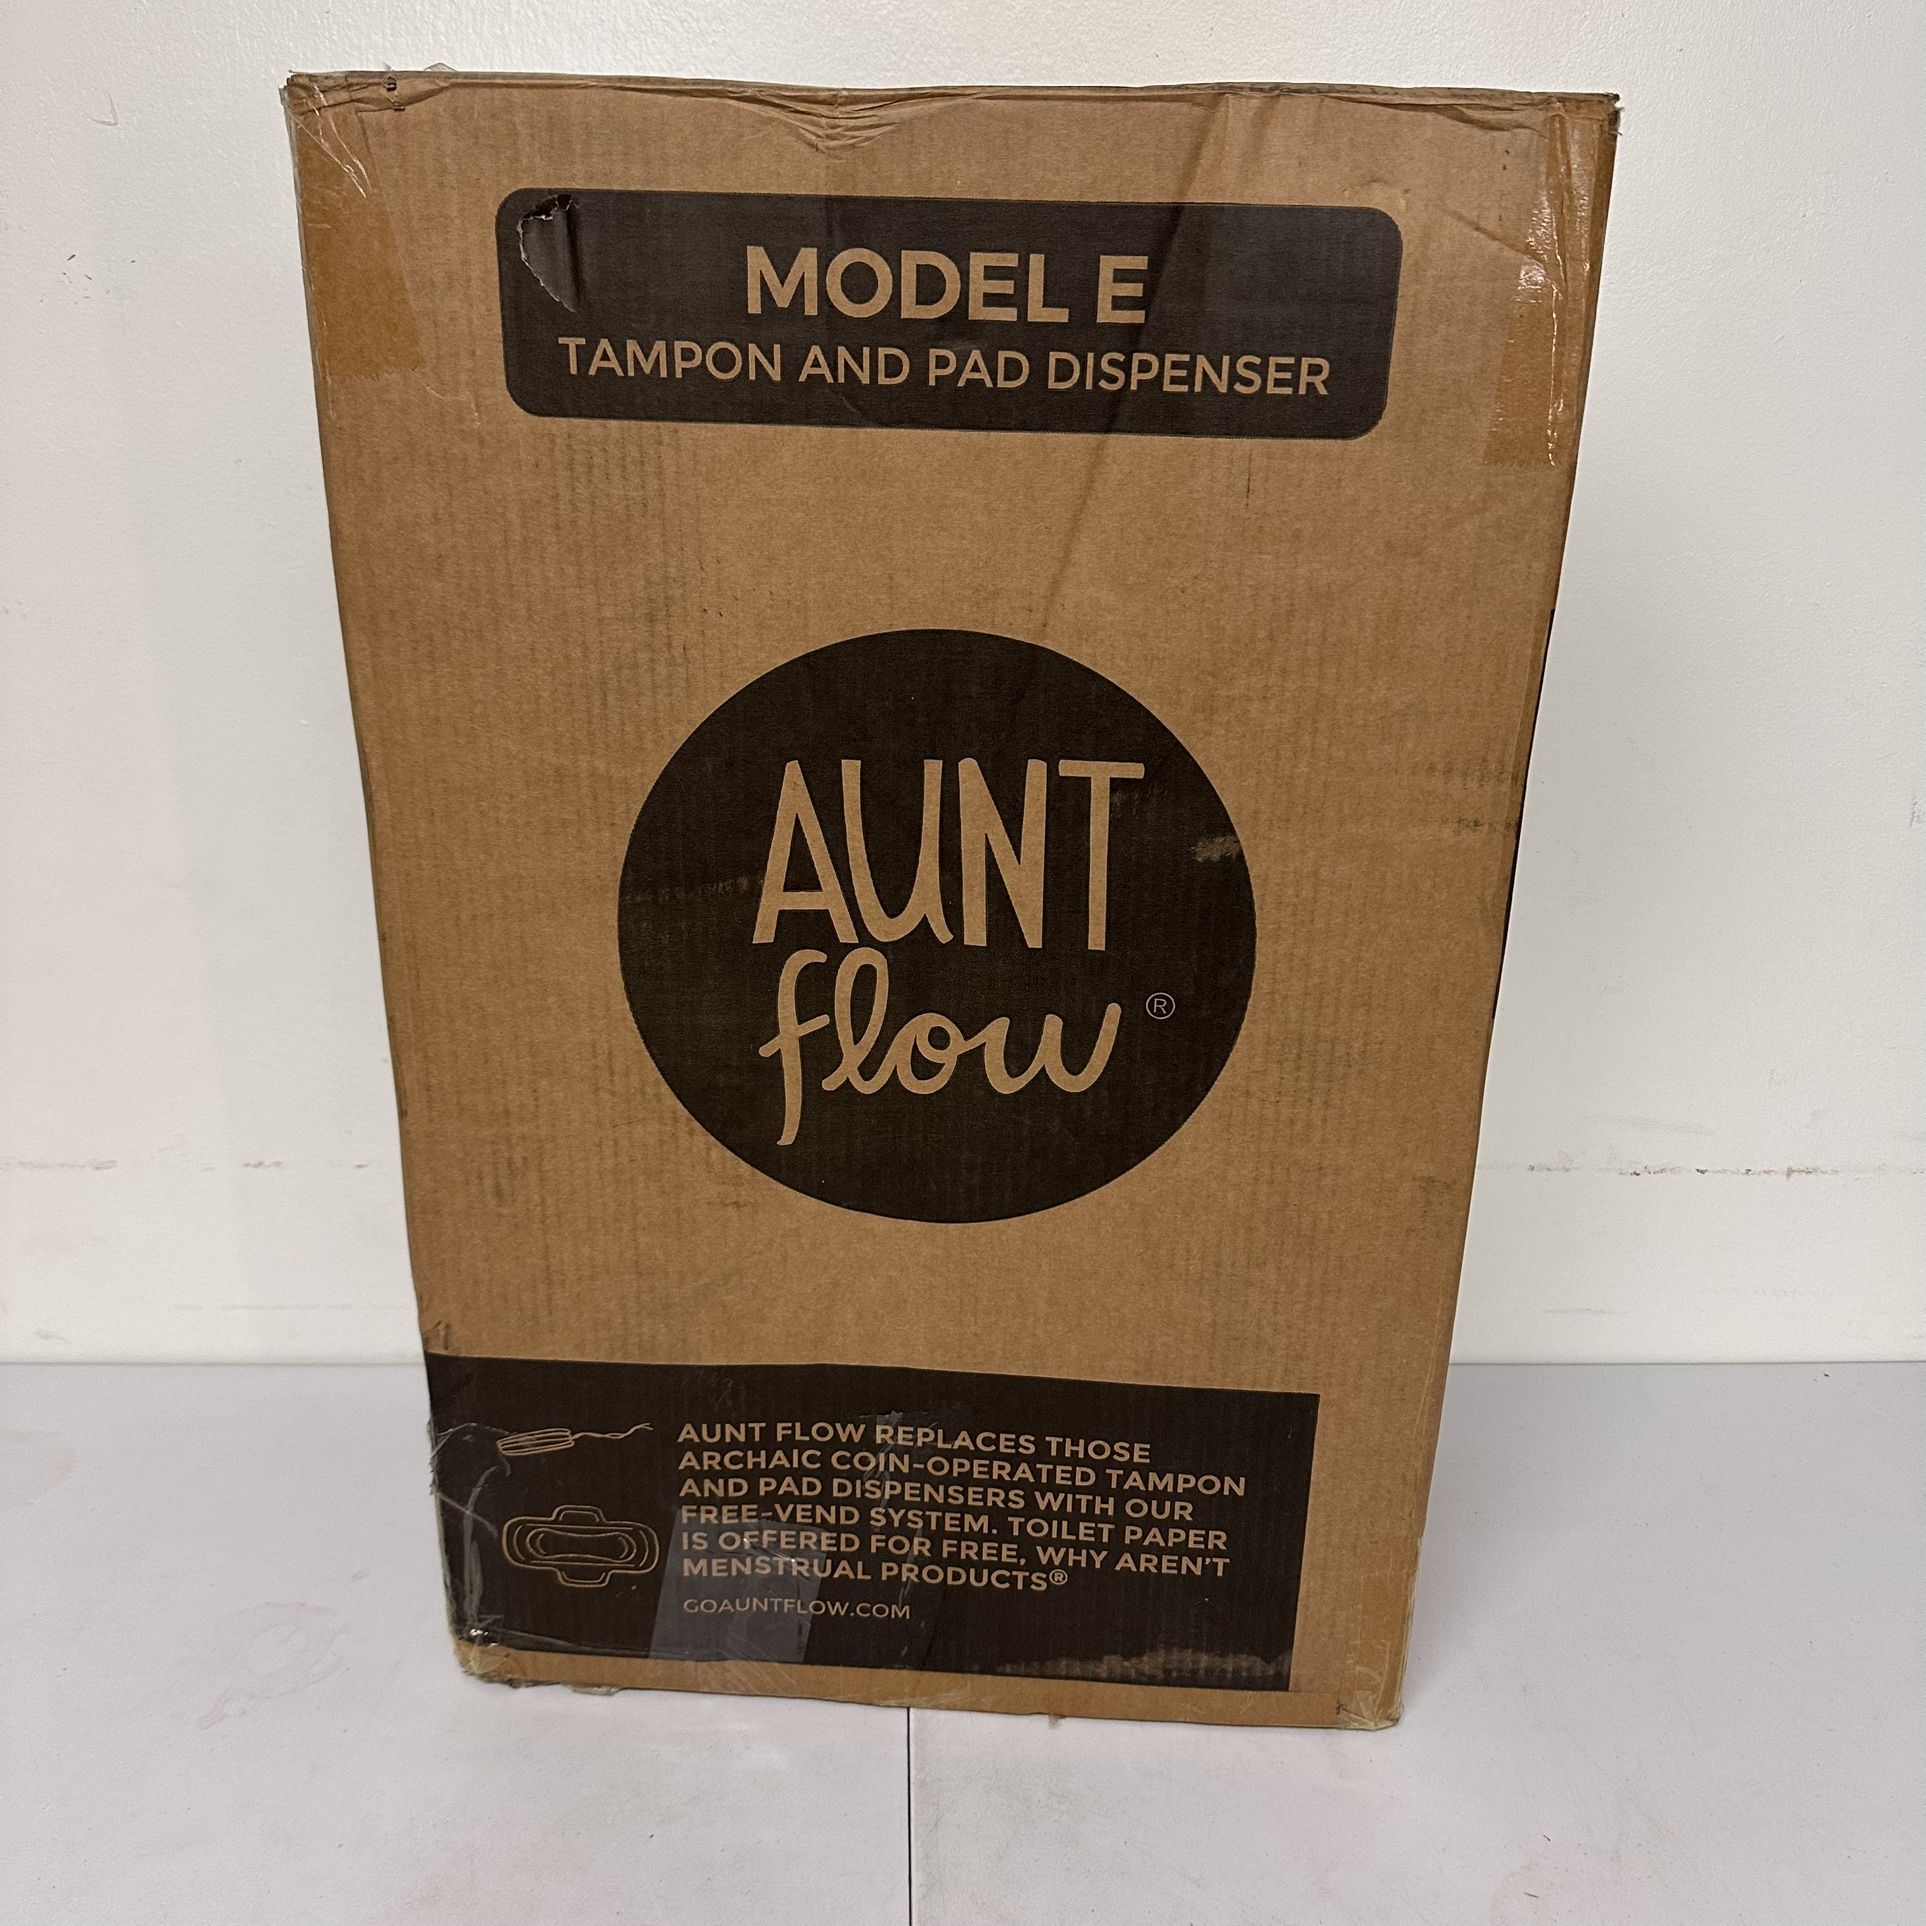 MODEL E
TAMPON AND PAD DISPENSER
AUNT
flow®
AUNT FLOW REPLACES THOSE
ARCHAIC COIN-OPERATED TAMPON
AND PAD DISPENSERS WITH OUR
FREE-VEND SYSTEM. TOILET PAPER
IS OFFERED FOR FREE, WHY AREN'T
MENSTRUAL PRODUCTS®
GOAUNTFLOW.COM